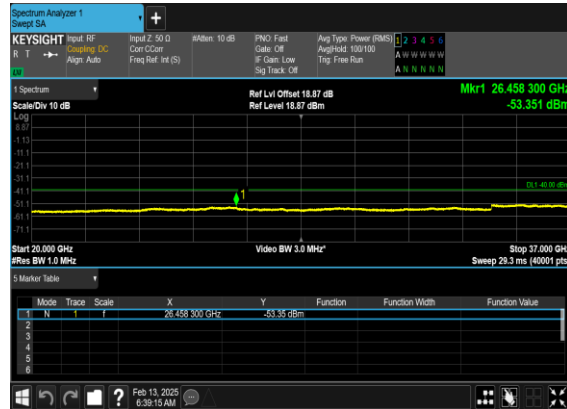 Spectrum Analyzer 1
Swept SA
+
KEYSIGHT Input: RF Input Z: 50 Ω #Atten: 10 dB PNO: Fast Avg Type: Power (RMS) 1 2 3 4 5 6
R T Coupling: DC Corr CCorr Gate: Off Avg|Hold: 100/100 A W W W W W
Align: Auto Freq Ref: Int (S) IF Gain: Low Trig: Free Run A N N N N N
Sig Track: Off
1 Spectrum Ref Lvl Offset 18.87 dB Mkr1 26.458 300 GHz
Scale/Div 10 dB Ref Level 18.87 dBm -53.351 dBm
Log
8.87
-1.13
-11.1
-21.1
-31.1
DL1 -40.00 dBm
-41.1
1
-51.1
-61.1
-71.1
Start 20.000 GHz Video BW 3.0 MHz* Stop 37.000 GHz
#Res BW 1.0 MHz Sweep 29.3 ms (40001 pts)
5 Marker Table
Mode Trace Scale X Y Function Function Width Function Value
1 N 1 f 26.458 300 GHz -53.35 dBm
2
3
4
5
6
? Feb 13, 2025
6:39:15 AM